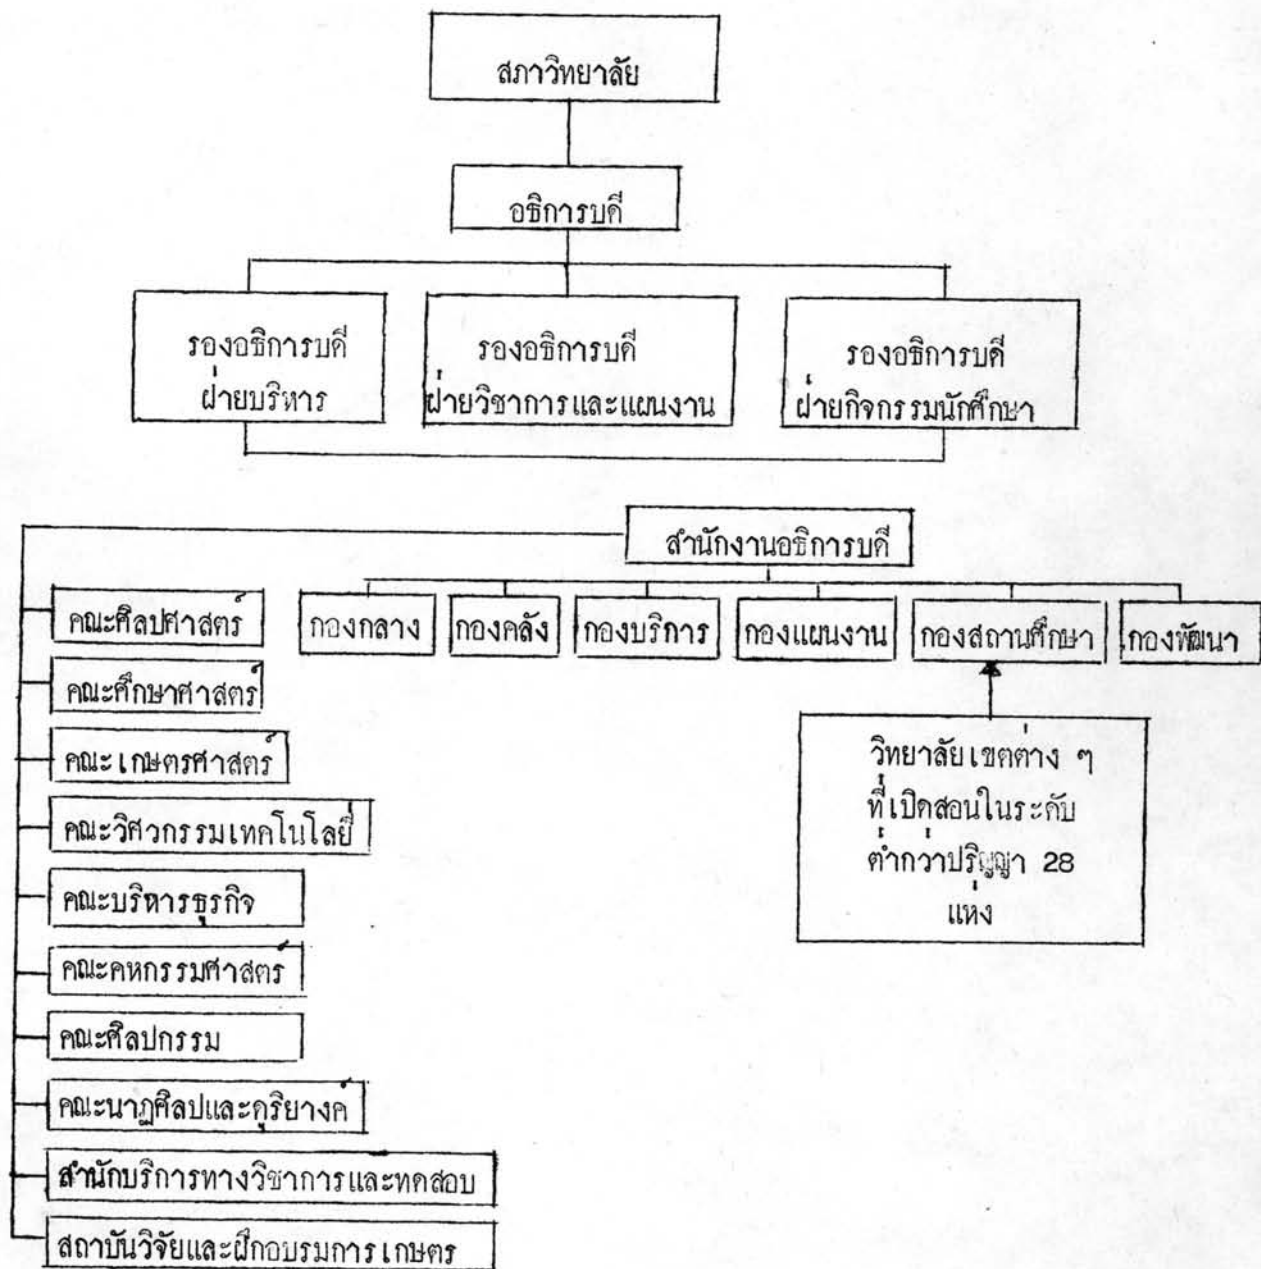 สภาวิทยาลัย
อธิการบดี
รองอธิการบดี
ฝ่ายบริหาร
รองอธิการบดี
ฝ่ายวิชาการและแผนงาน
รองอธิการบดี
ฝ่ายกิจกรรมนักศึกษา
สำนักงานอธิการบดี
กองกลาง
กองคลัง
กองบริการ
กองแผนงาน
กองสถานศึกษา
กองพัฒนา
วิทยาลัยเขตต่าง ๆ
ที่เปิดสอนในระดับ
ต่ำกว่าปริญญา 28
แห่ง
คณะศิลปศาสตร์
คณะศึกษาศาสตร์
คณะเกษตรศาสตร์
คณะวิศวกรรมเทคโนโลยี่
คณะบริหารธุรกิจ
คณะคหกรรมศาสตร์
คณะศิลปกรรม
คณะนาฏศิลปและดุริยางค์
สำนักบริการทางวิชาการและทดสอบ
สถาบันวิจัยและฝึกอบรมการเกษตร